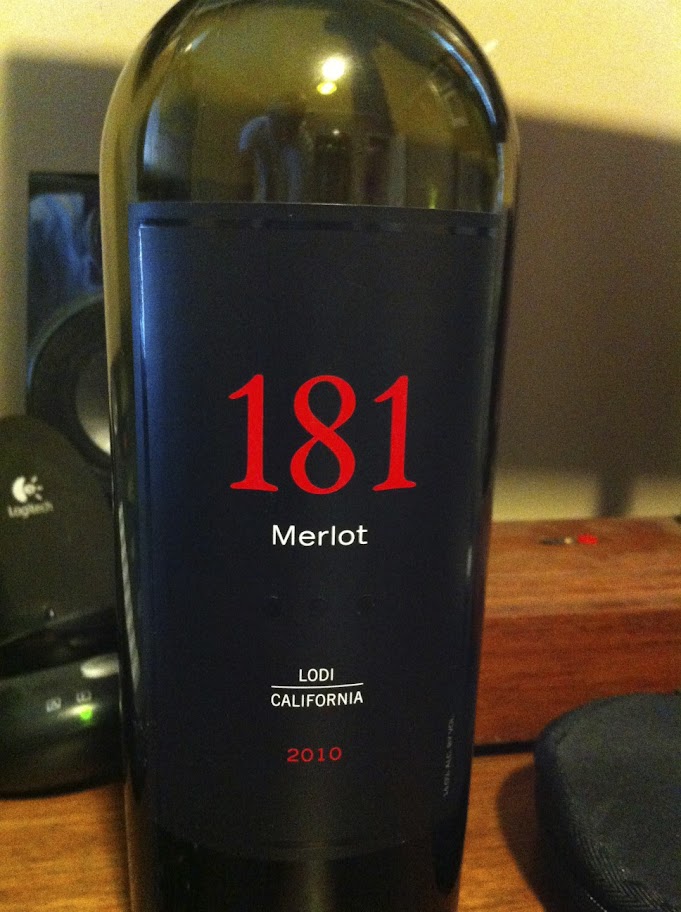 181
Merlot
LODI
CALIFORNIA
2010
Logitech